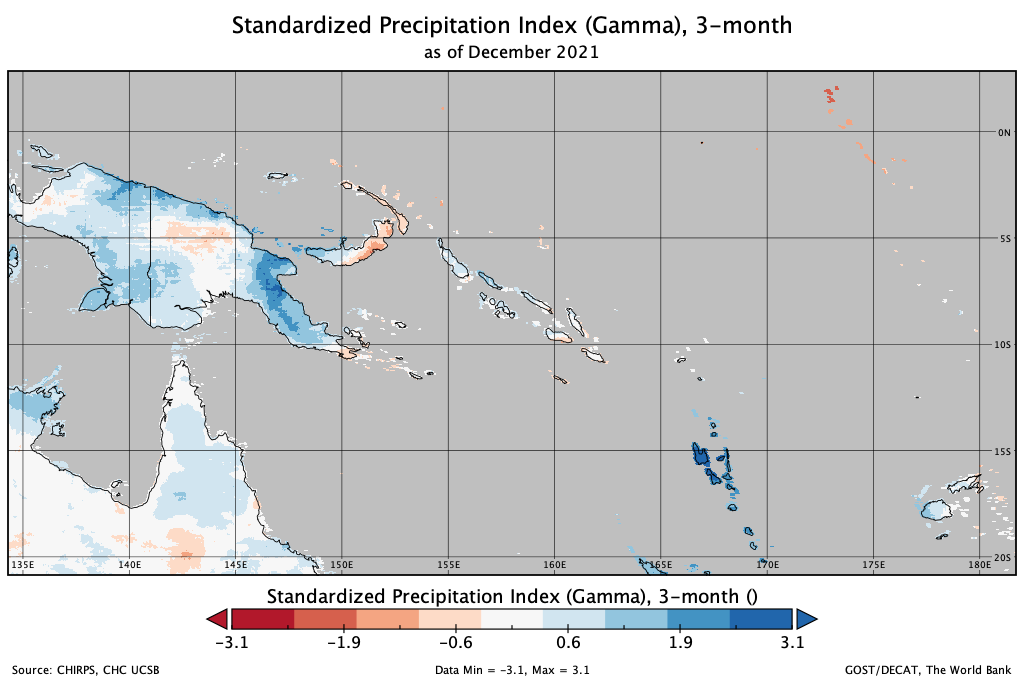 Standardized Precipitation Index (Gamma), 3-month
as of December 2021
0N
5S
10S
15S
20S
135E 140E 145E 150E 155E 160E 165E 170E 175E 180E
Standardized Precipitation Index (Gamma), 3-month ()
−3.1 −1.9 −0.6 0.6 1.9 3.1
Source: CHIRPS, CHC UCSB Data Min = −3.1, Max = 3.1 GOST/DECAT, The World Bank